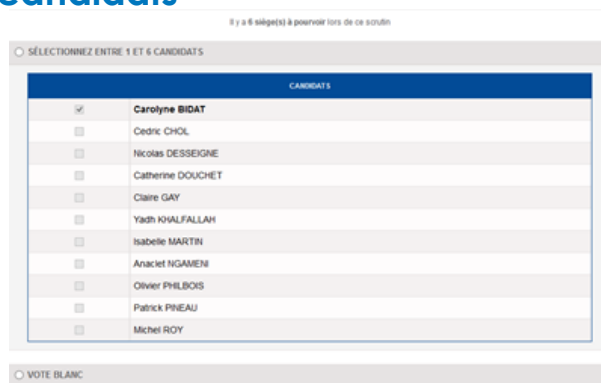 Candidats
Il y a 6 siège(s) à pourvoir lors de ce scrutin
SÉLECTIONNEZ ENTRE 1 ET 6 CANDIDATS
CANDIDATS
Carolyne BIDAT
Cedric CHOL
Nicolas DESSEIGNE
Catherine DOUCHET
Claire GAY
Yadh KHALFALLAH
Isabelle MARTIN
Anaclet NGAMENI
Olivier PHILBOIS
Patrick PINEAU
Michel ROY
VOTE BLANC